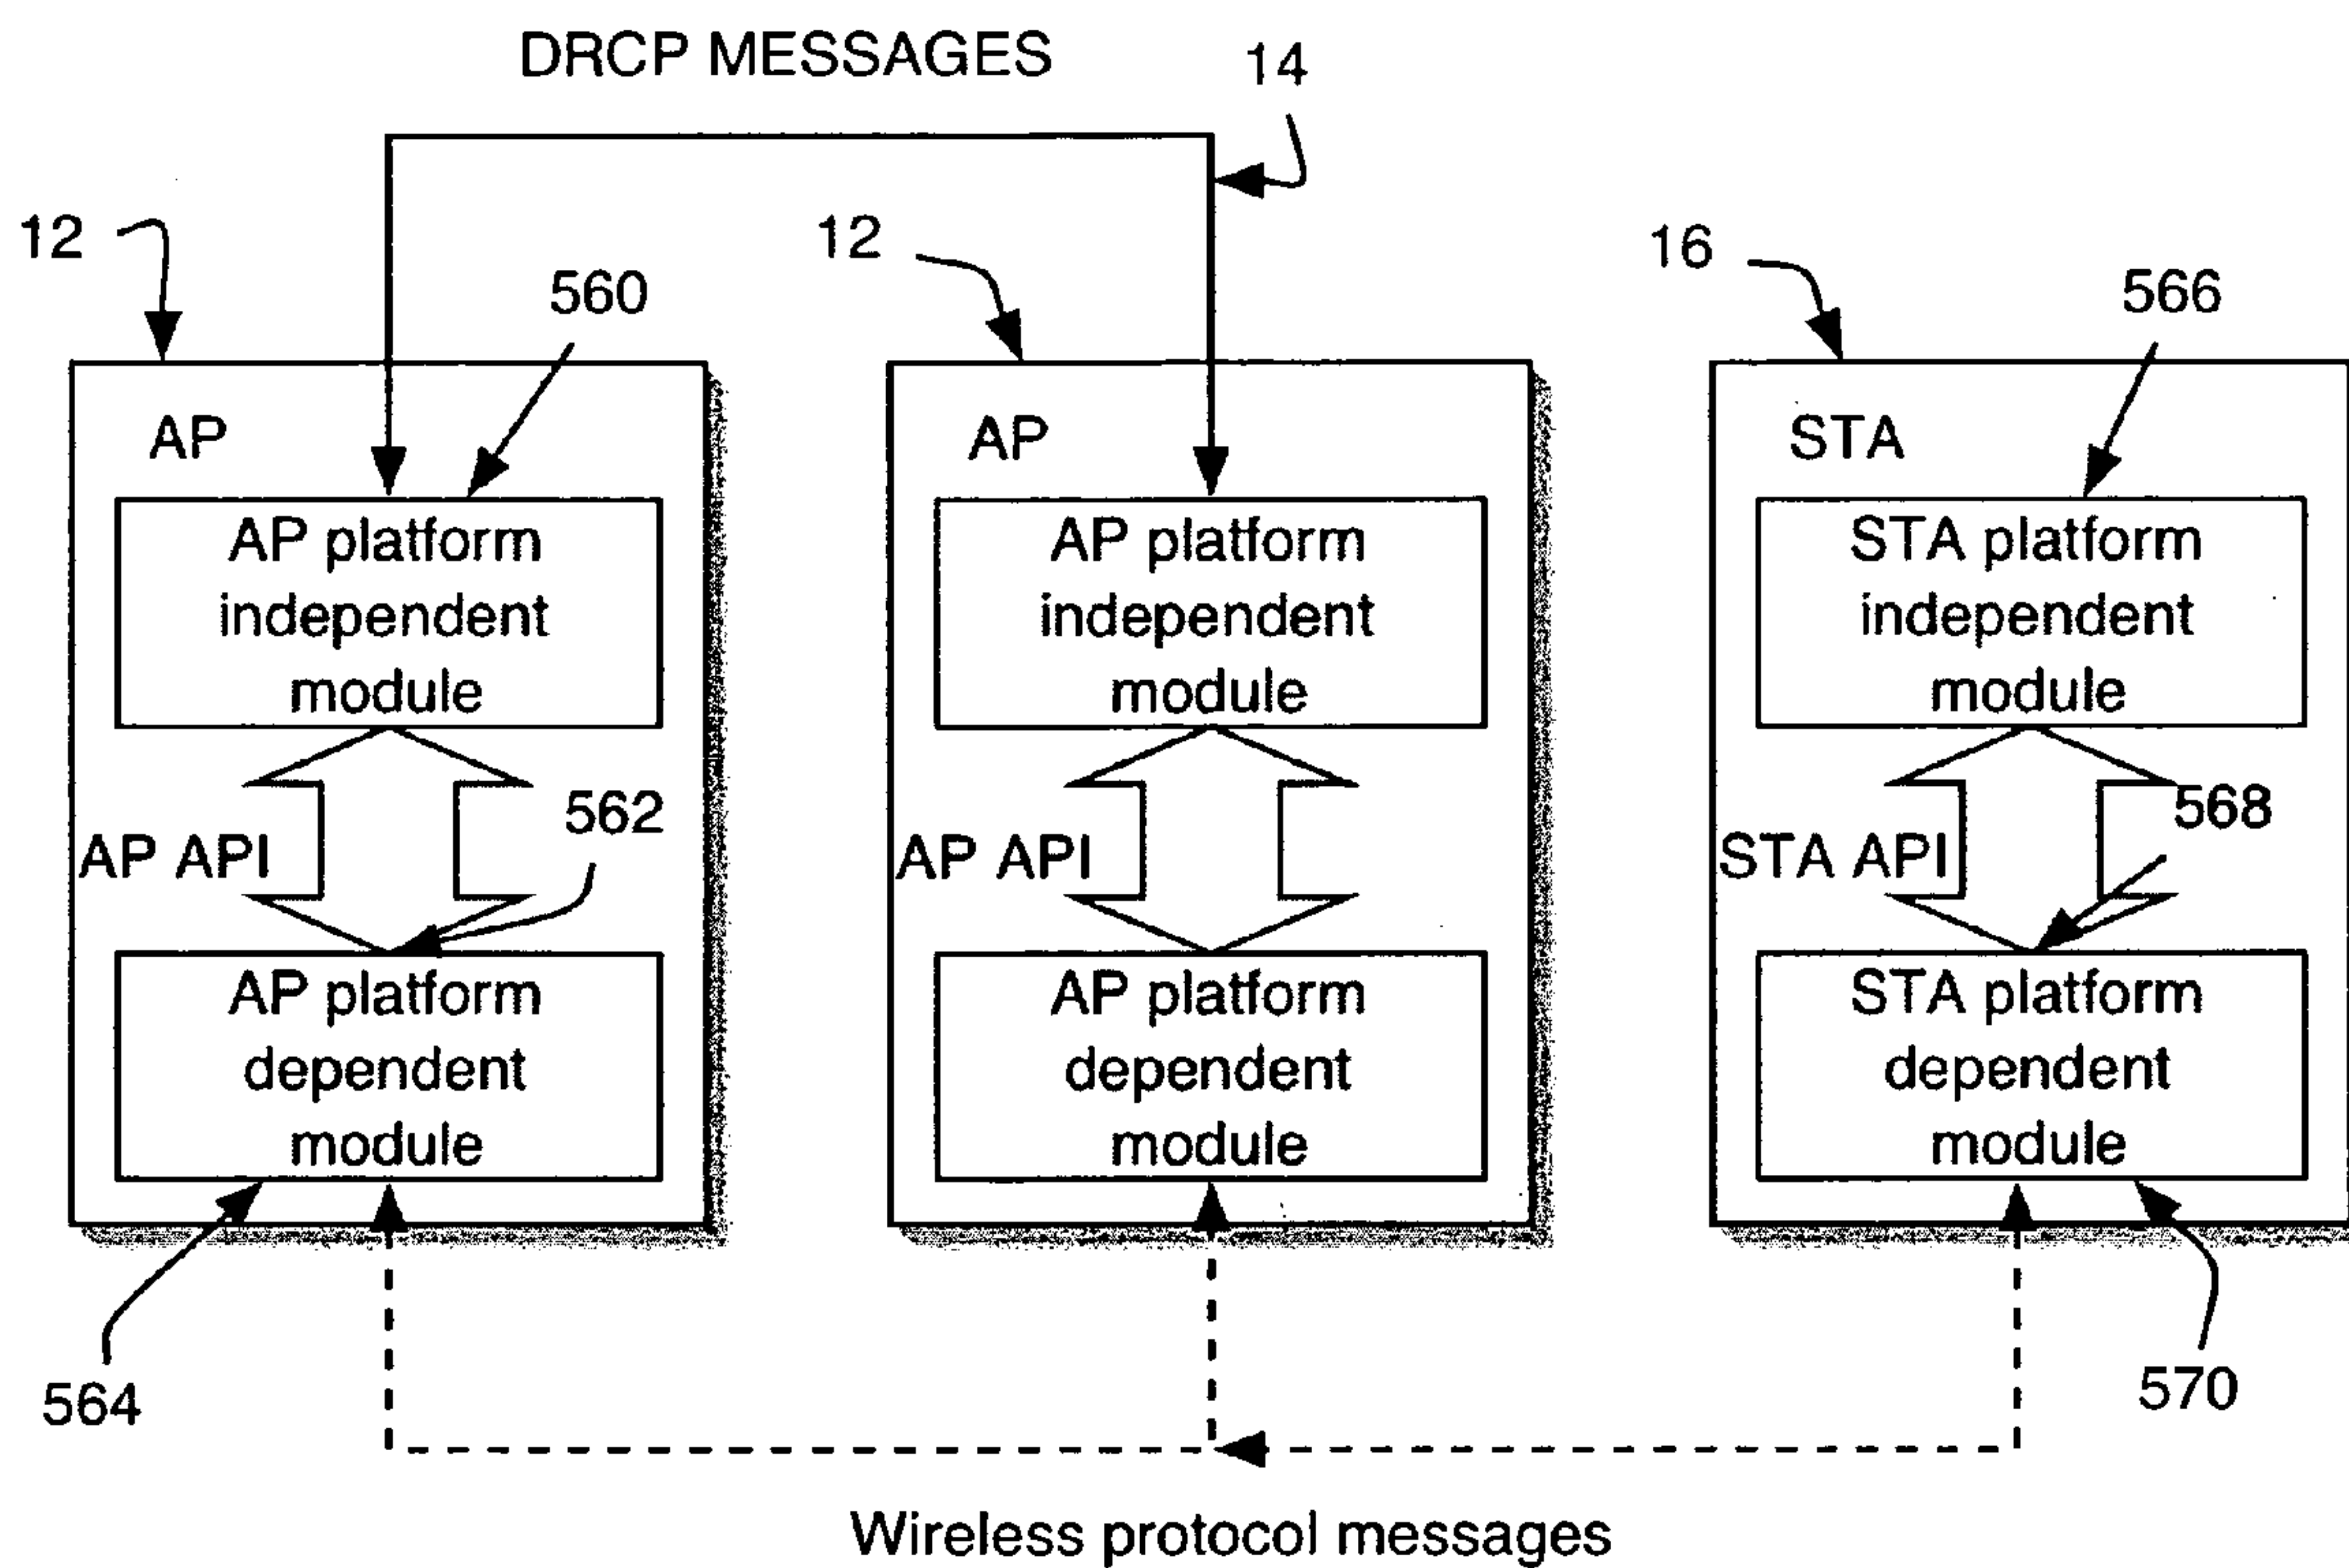 DRCP MESSAGES
14
12
12
16
560
566
AP
AP
STA
AP platform
independent
module
AP platform
independent
module
STA platform
independent
module
562
568
AP API
AP API
STA API
AP platform
dependent
module
AP platform
dependent
module
STA platform
dependent
module
564
570
Wireless protocol messages